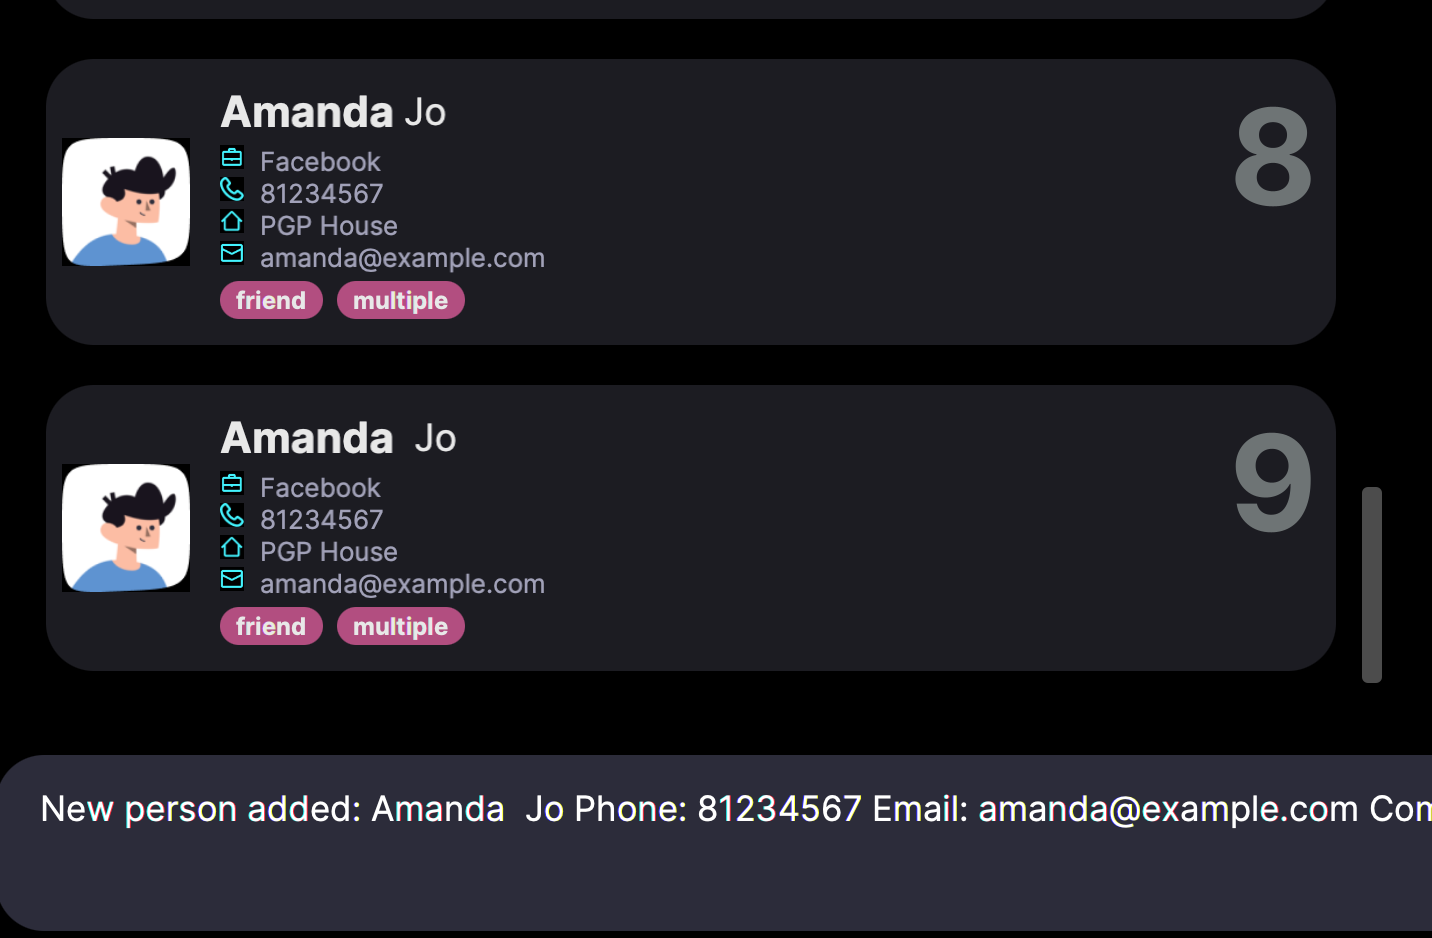 Amanda Jo
8
Facebook
81234567
PGP House
amanda@example.com
friend multiple
Amanda  Jo
9
Facebook
81234567
PGP House
amanda@example.com
friend multiple
New person added: Amanda  Jo Phone: 81234567 Email: amanda@example.com Com